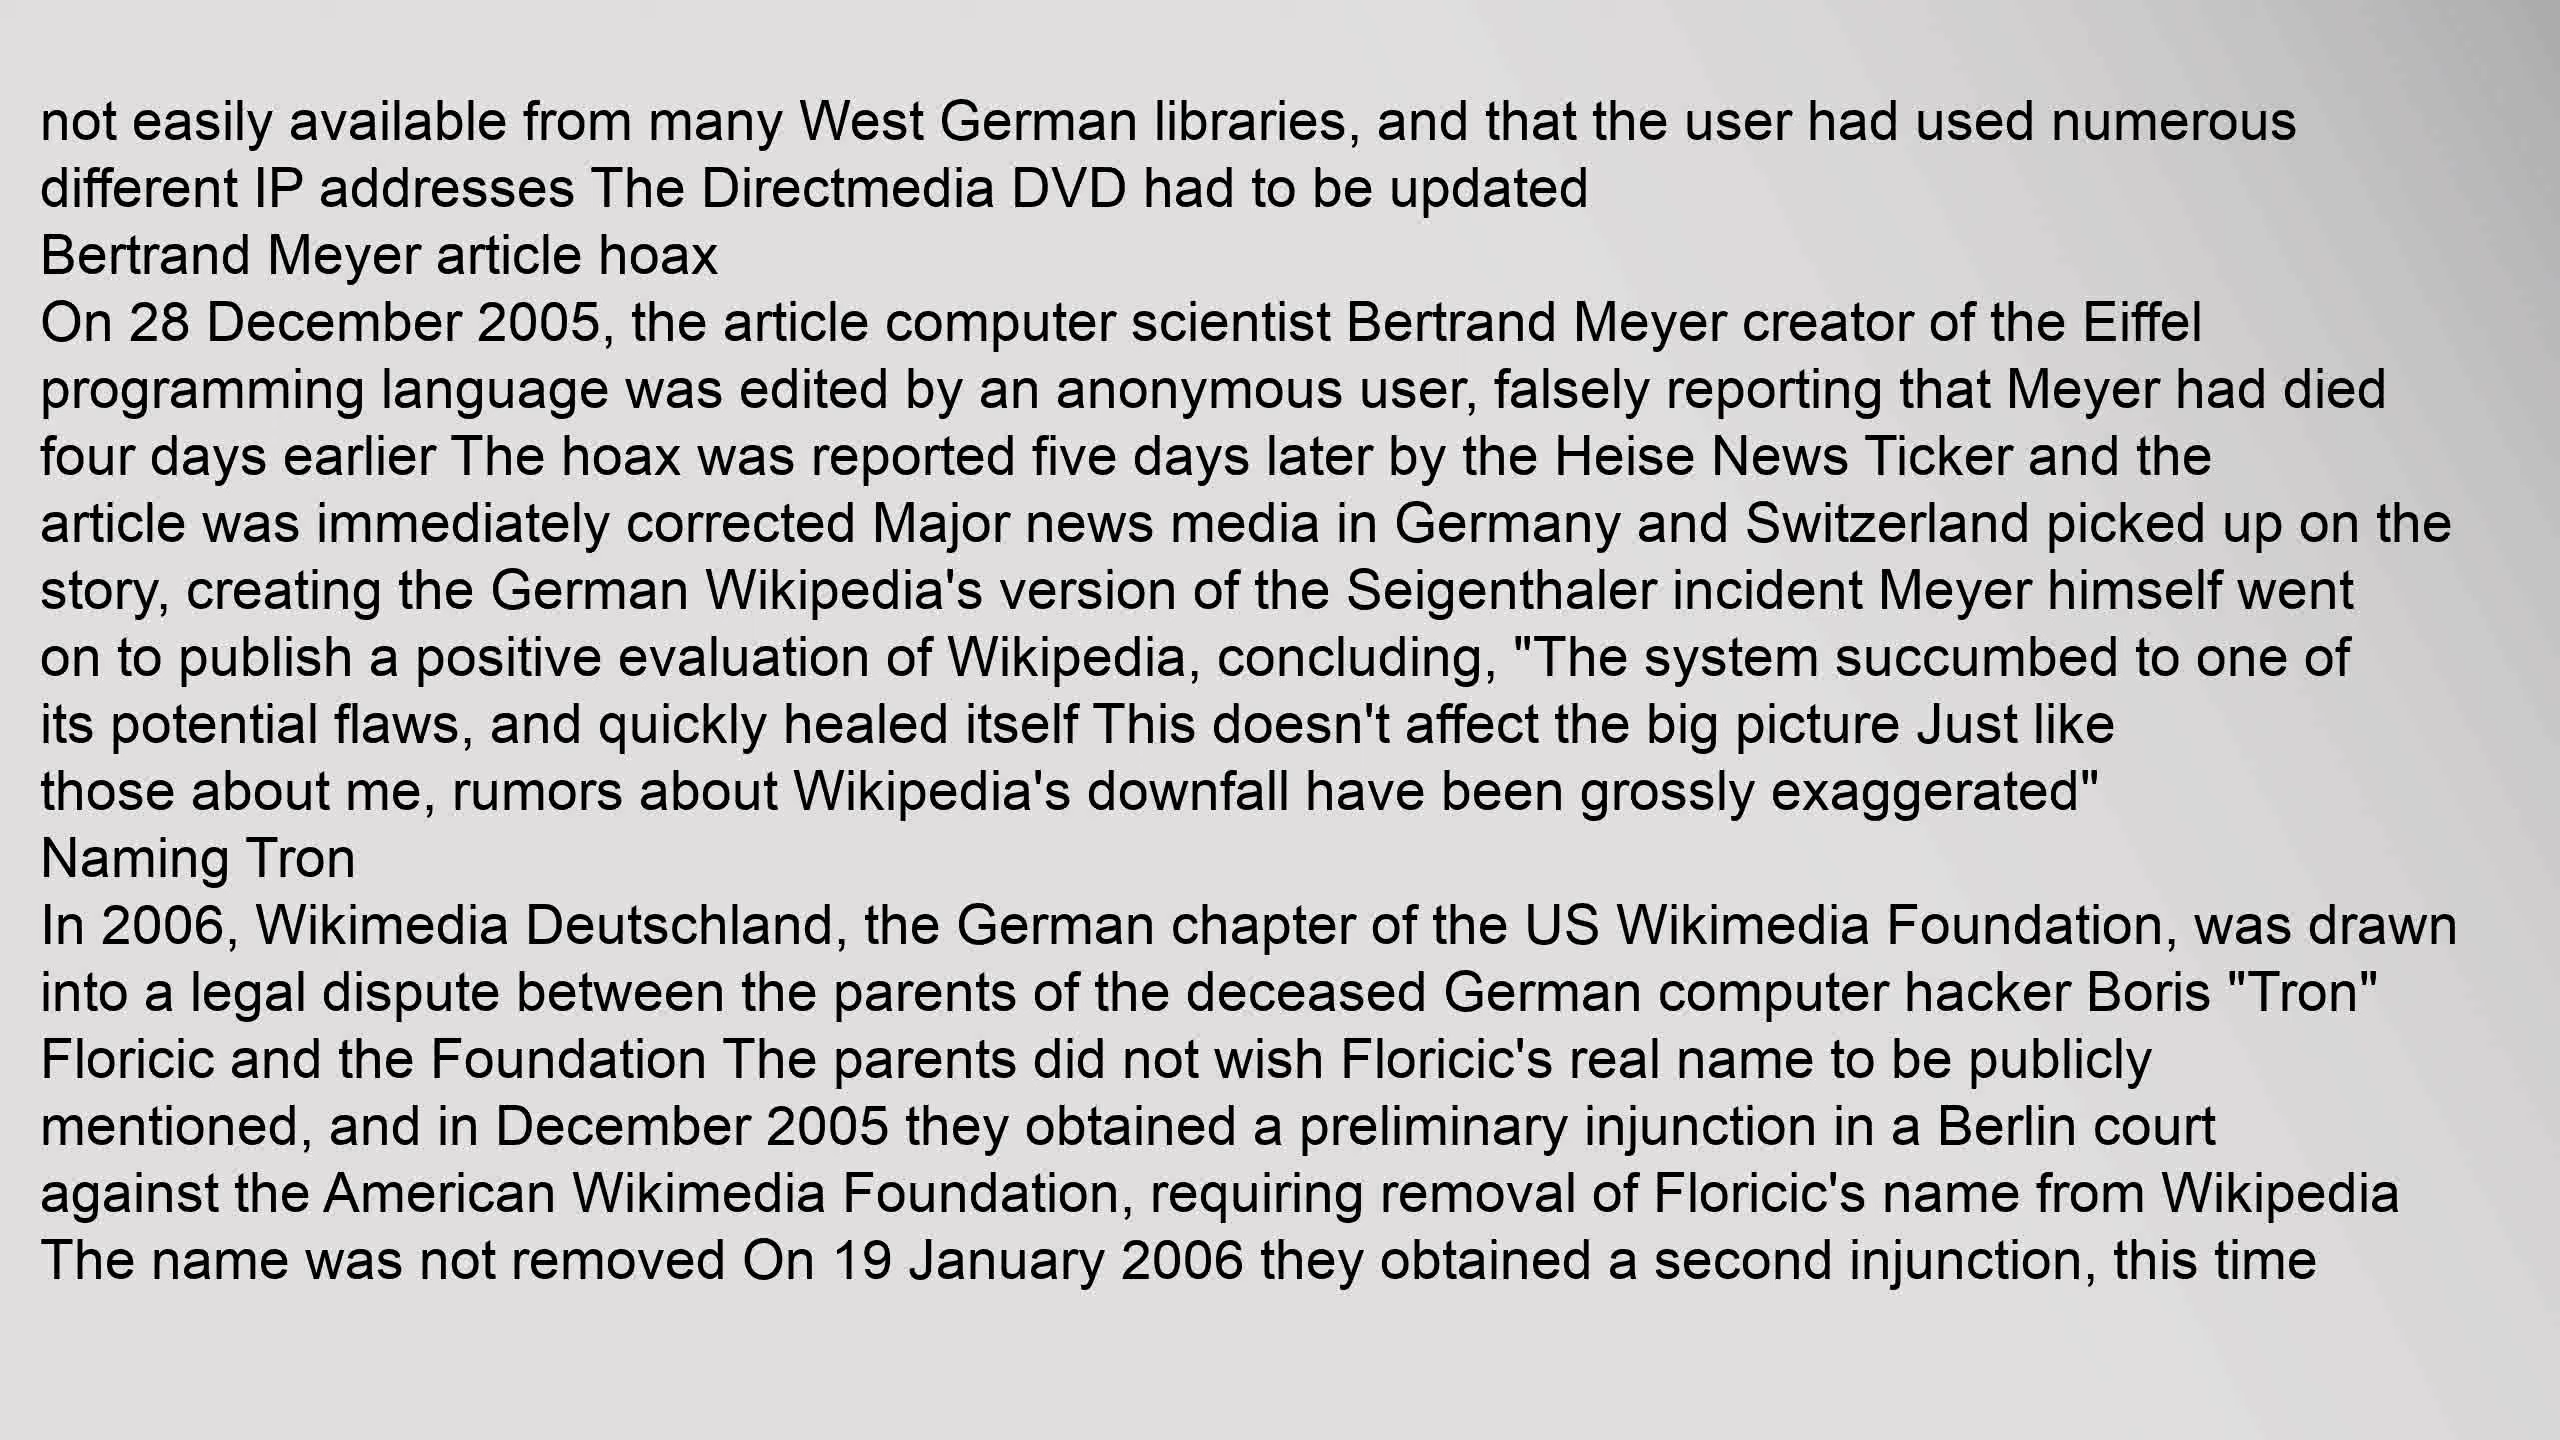 not easily available from many West German libraries, and that the user had used numerous
different IP addresses The Directmedia DVD had to be updated
Bertrand Meyer article hoax
On 28 December 2005, the article computer scientist Bertrand Meyer creator of the Eiffel
programming language was edited by an anonymous user, falsely reporting that Meyer had died
four days earlier The hoax was reported five days later by the Heise News Ticker and the
article was immediately corrected Major news media in Germany and Switzerland picked up on the
story, creating the German Wikipedia's version of the Seigenthaler incident Meyer himself went
on to publish a positive evaluation of Wikipedia, concluding, "The system succumbed to one of
its potential flaws, and quickly healed itself This doesn't affect the big picture Just like
those about me, rumors about Wikipedia's downfall have been grossly exaggerated"
Naming Tron
In 2006, Wikimedia Deutschland, the German chapter of the US Wikimedia Foundation, was drawn
into a legal dispute between the parents of the deceased German computer hacker Boris "Tron"
Floricic and the Foundation The parents did not wish Floricic's real name to be publicly
mentioned, and in December 2005 they obtained a preliminary injunction in a Berlin court
against the American Wikimedia Foundation, requiring removal of Floricic's name from Wikipedia
The name was not removed On 19 January 2006 they obtained a second injunction, this time